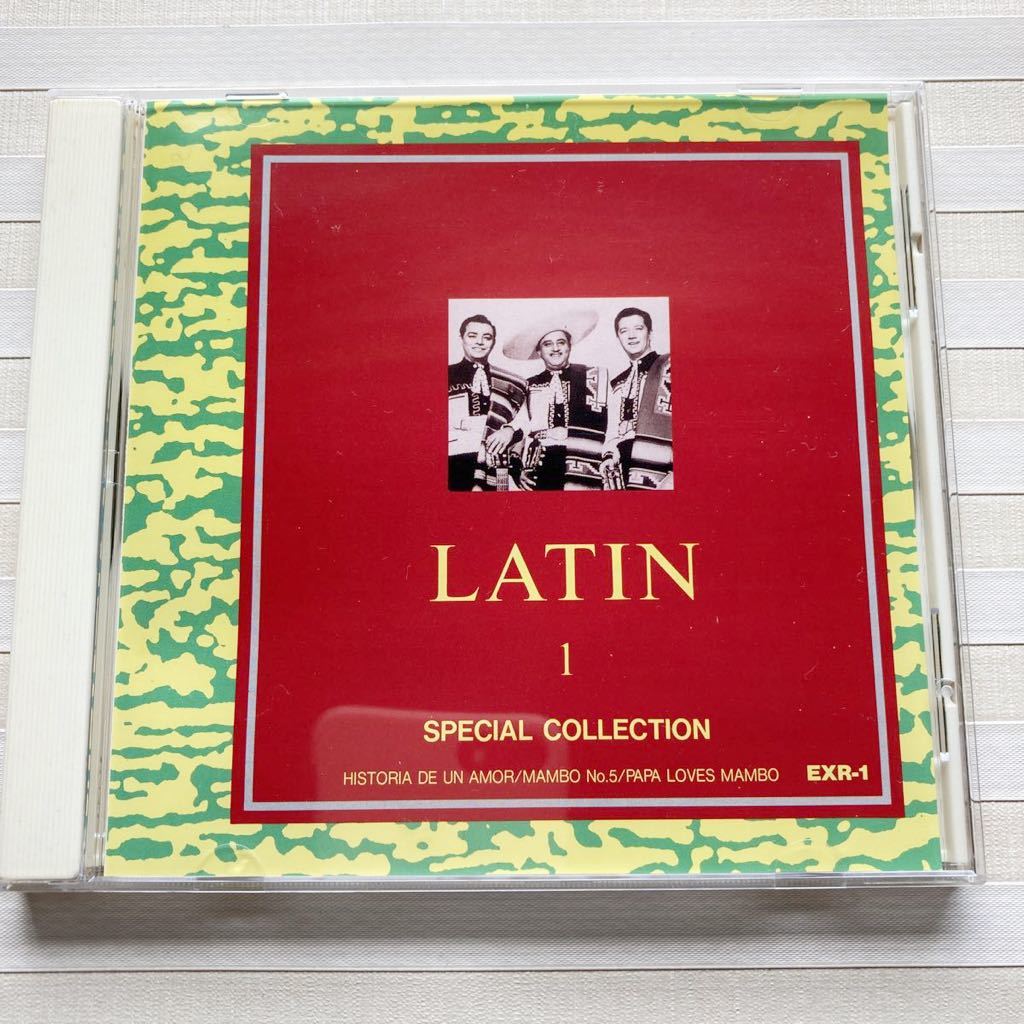 LATIN
1
SPECIAL COLLECTION
HISTORIA DE UN AMOR/MAMBO No.5/PAPA LOVES MAMBO EXR-1